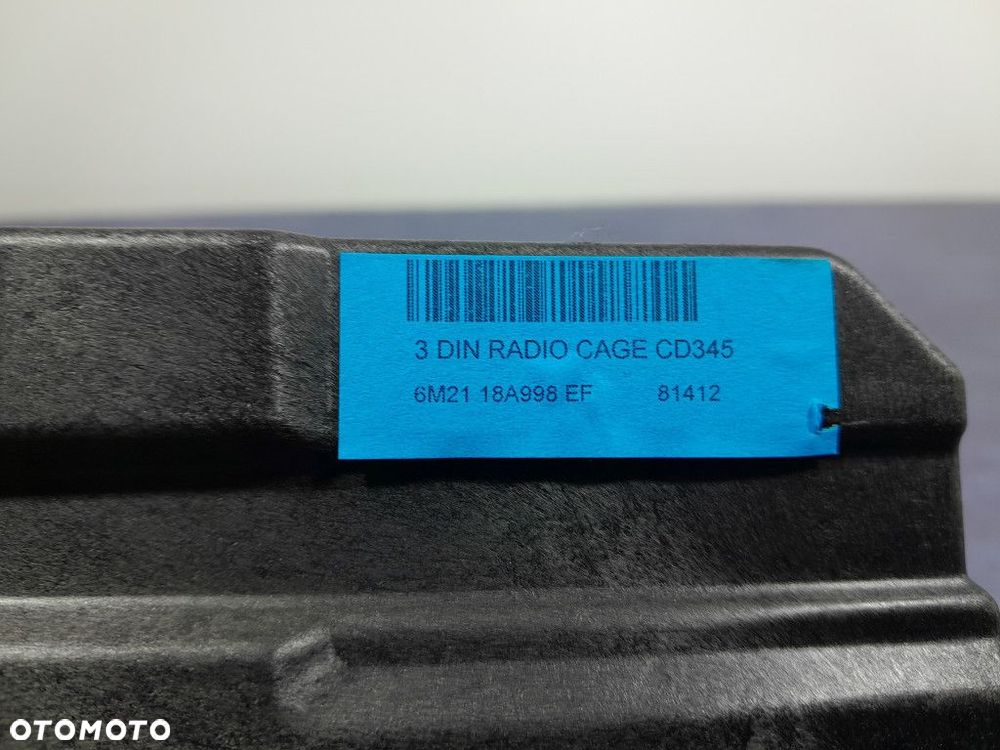 3 DIN RADIO CAGE CD345
6M21 18A998 EF 81412
OTOMOTO